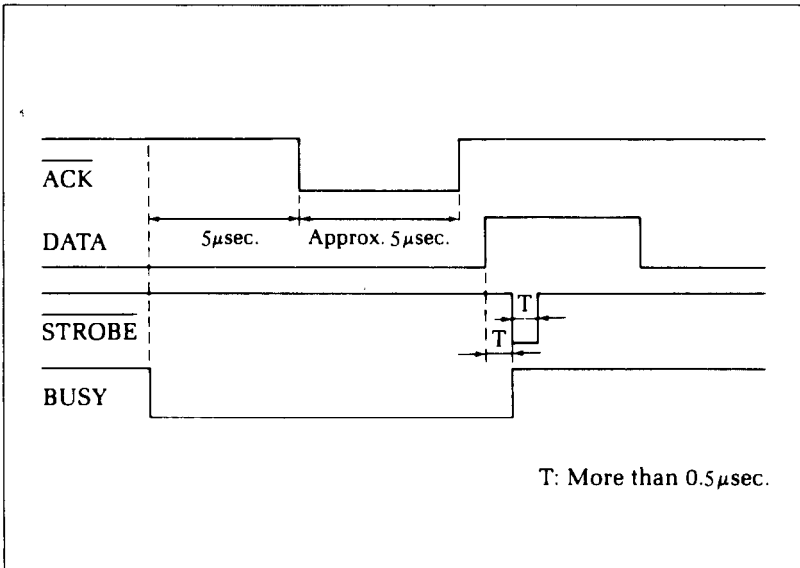 ACK
5μsec.
Approx. 5μsec.
DATA
T
STROBE
T
BUSY
T: More than 0.5μsec.